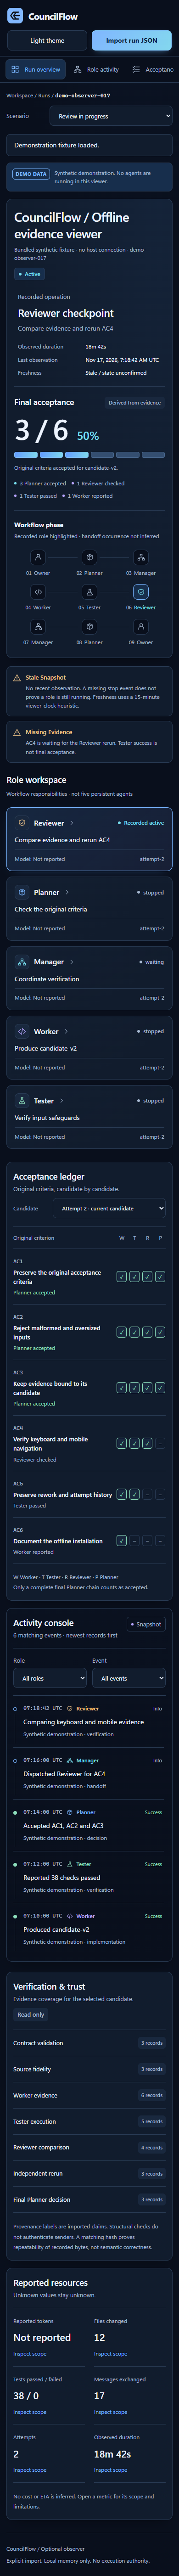 CouncilFlow
Light theme
Import run JSON
Run overview
Role activity
Acceptanc
Workspace / Runs / demo-observer-017
Scenario
Review in progress
Demonstration fixture loaded.
DEMO DATA
Synthetic demonstration. No agents are
running in this viewer.
CouncilFlow / Offline
evidence viewer
Bundled synthetic fixture · no host connection · demo-
observer-017
Active
Recorded operation
Reviewer checkpoint
Compare evidence and rerun AC4
Observed duration
18m 42s
Last observation
Nov 17, 2026, 7:18:42 AM UTC
Freshness
Stale / state unconfirmed
Final acceptance
Derived from evidence
3 / 6 50%
Original criteria accepted for candidate-v2.
3 Planner accepted
1 Reviewer checked
1 Tester passed
1 Worker reported
Workflow phase
Recorded role highlighted · handoff occurrence not inferred
01 Owner
02 Planner
03 Manager
04 Worker
05 Tester
06 Reviewer
07 Manager
08 Planner
09 Owner
Stale Snapshot
No recent observation. A missing stop event does not
prove a role is still running. Freshness uses a 15-minute
viewer-clock heuristic.
Missing Evidence
AC4 is waiting for the Reviewer rerun. Tester success is
not final acceptance.
Role workspace
Workflow responsibilities · not five persistent agents
Reviewer
Recorded active
Compare evidence and rerun AC4
Model: Not reported
attempt-2
Planner
stopped
Check the original criteria
Model: Not reported
attempt-2
Manager
waiting
Coordinate verification
Model: Not reported
attempt-2
Worker
stopped
Produce candidate-v2
Model: Not reported
attempt-2
Tester
stopped
Verify input safeguards
Model: Not reported
attempt-2
Acceptance ledger
Original criteria, candidate by candidate.
Candidate
Attempt 2 · current candidate
Original criterion
W T R P
AC1
Preserve the original acceptance
criteria
Planner accepted
AC2
Reject malformed and oversized
inputs
Planner accepted
AC3
Keep evidence bound to its
candidate
Planner accepted
AC4
Verify keyboard and mobile
navigation
Reviewer checked
AC5
Preserve rework and attempt history
Tester passed
AC6
Document the offline installation
Worker reported
W Worker · T Tester · R Reviewer · P Planner
Only a complete final Planner chain counts as accepted.
Activity console
Snapshot
6 matching events · newest records first
Role
Event
All roles
All events
07:18:42 UTC Reviewer
Info
Comparing keyboard and mobile evidence
Synthetic demonstration · verification
07:16:00 UTC Manager
Info
Dispatched Reviewer for AC4
Synthetic demonstration · handoff
07:14:00 UTC Planner
Success
Accepted AC1, AC2 and AC3
Synthetic demonstration · decision
07:12:00 UTC Tester
Success
Reported 38 checks passed
Synthetic demonstration · verification
07:10:00 UTC Worker
Success
Produced candidate-v2
Synthetic demonstration · implementation
Verification & trust
Evidence coverage for the selected candidate.
Read only
Contract validation
3 records
Source fidelity
3 records
Worker evidence
6 records
Tester execution
5 records
Reviewer comparison
4 records
Independent rerun
3 records
Final Planner decision
3 records
Provenance labels are imported claims. Structural checks do
not authenticate senders. A matching hash proves
repeatability of recorded bytes, not semantic correctness.
Reported resources
Unknown values stay unknown.
Reported tokens
Files changed
Not reported
12
Inspect scope
Inspect scope
Tests passed / failed
Messages exchanged
38 / 0
17
Inspect scope
Inspect scope
Attempts
Observed duration
2
18m 42s
Inspect scope
Inspect scope
No cost or ETA is inferred. Open a metric for its scope and
limitations.
CouncilFlow / Optional observer
Explicit import. Local memory only. No execution authority.